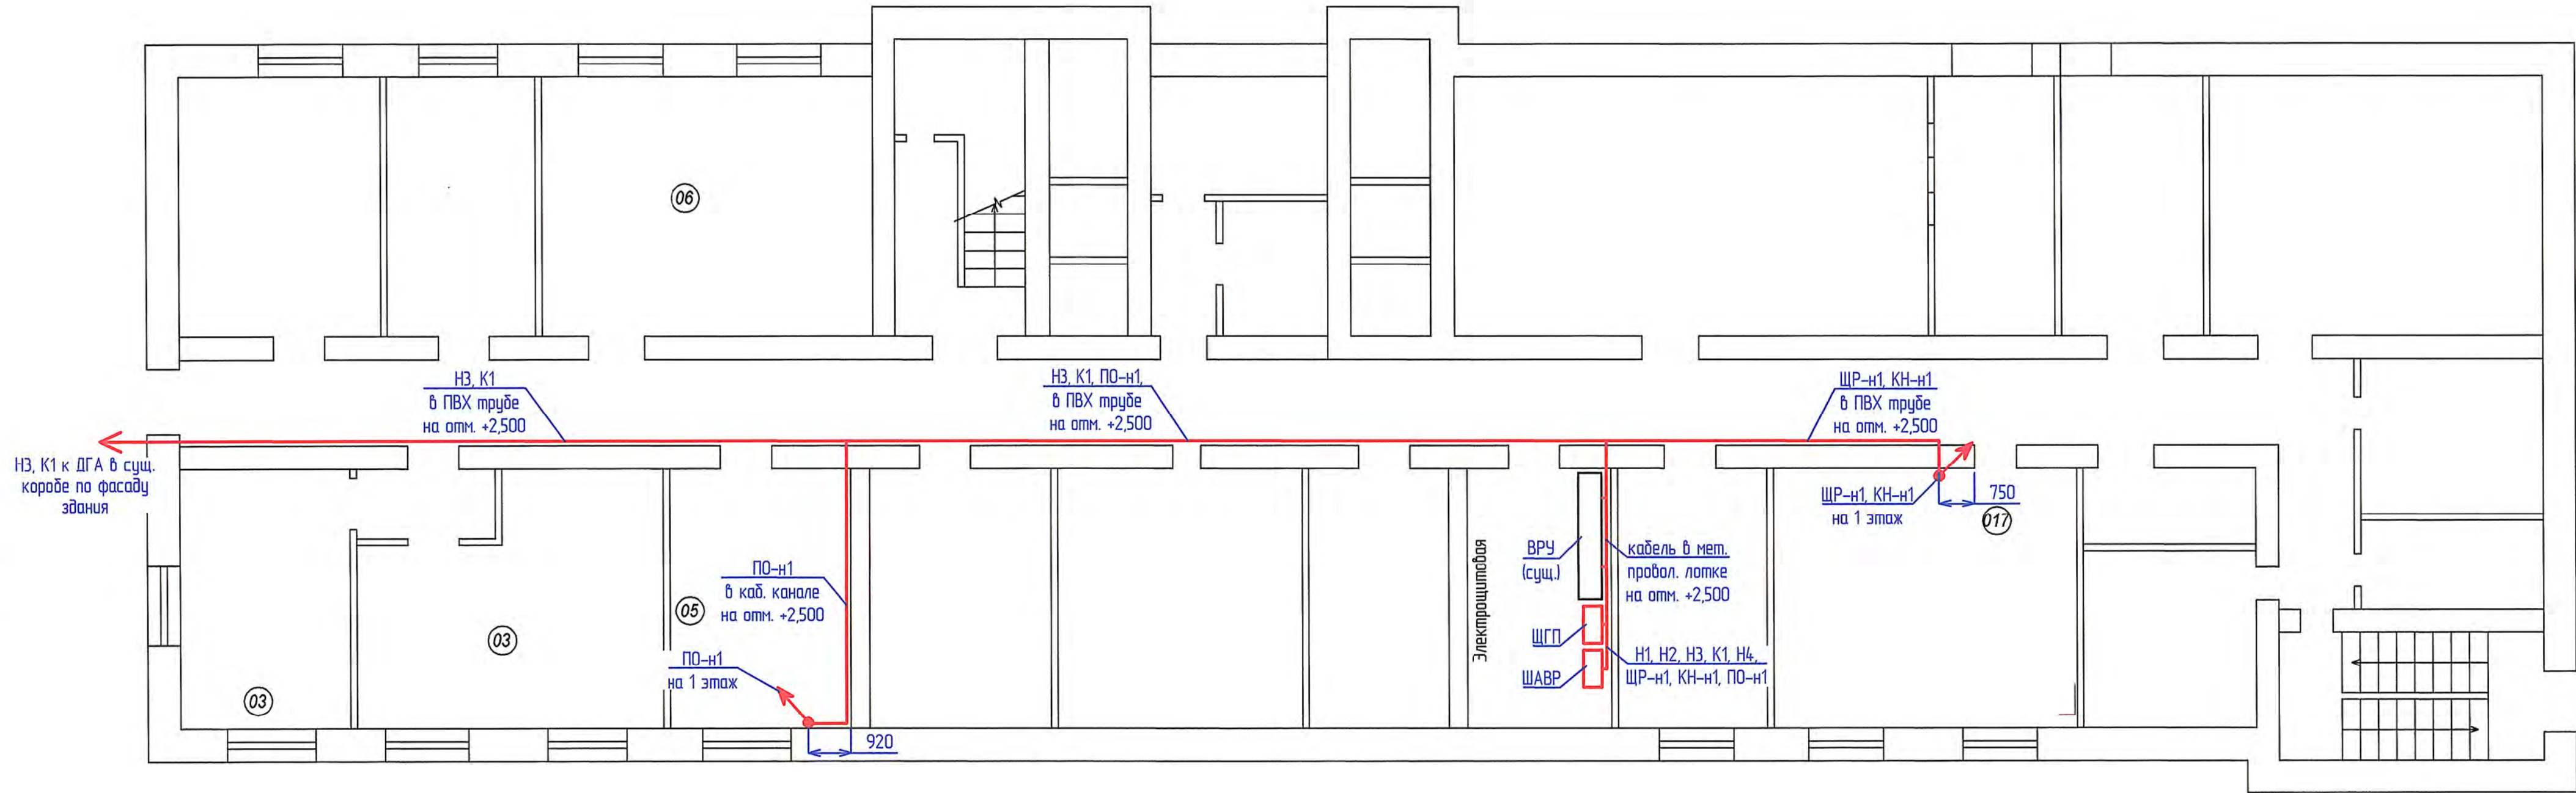 06
Н3, К1
в ПВХ трубе
на отм. +2,500
Н3, К1, ПО-н1,
в ПВХ трубе
на отм. +2,500
ЩР-н1, КН-н1
в ПВХ трубе
на отм. +2,500
Н3, К1 к ДГА в сущ.
коробе по фасаду
здания
ЩР-н1, КН-н1
на 1 этаж
750
017
ПО-н1
в каб. канале
на отм. +2,500
05
03
03
ПО-н1
на 1 этаж
920
Электрощитовая
ВРУ
(сущ.)
кабель в мет.
провол. лотке
на отм. +2,500
ЩГП
ШАВР
Н1, Н2, Н3, К1, Н4,
ЩР-н1, КН-н1, ПО-н1